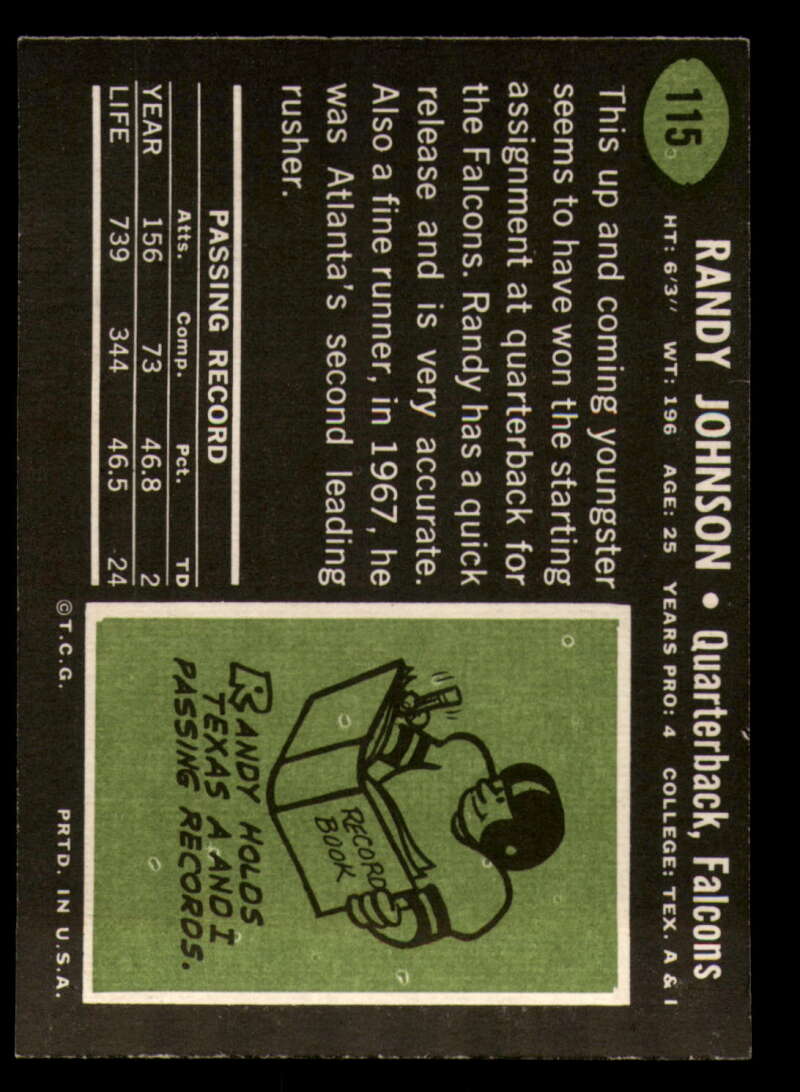 115
RANDY JOHNSON • Quarterback, Falcons
HT: 6'3" WT: 196 AGE: 25 YEARS PRO: 4 COLLEGE: TEX. A & I
This up and coming youngster
seems to have won the starting
assignment at quarterback for
the Falcons. Randy has a quick
release and is very accurate.
Also a fine runner, in 1967, he
was Atlanta's second leading
rusher.
PASSING RECORD
Atts. Comp. Pct. TD
YEAR 156 73 46.8 2
LIFE 739 344 46.5 24
RECORD
BOOK
RANDY HOLDS
TEXAS A AND I
PASSING RECORDS.
©T.C.G. PRTD. IN U.S.A.